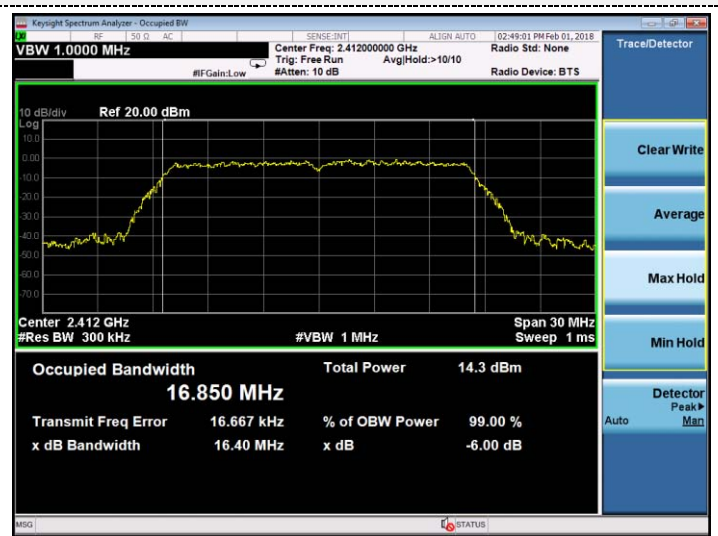 Keysight Spectrum Analyzer - Occupied BW
RF 50 Ω AC SENSE:INT ALIGN AUTO 02:49:01 PM Feb 01, 2018
VBW 1.0000 MHz
Center Freq: 2.412000000 GHz
Radio Std: None
Trig: Free Run Avg|Hold:>10/10
#IFGain:Low #Atten: 10 dB Radio Device: BTS
Trace/Detector
10 dB/div Ref 20.00 dBm
Log
10.0
0.00
-10.0
-20.0
-30.0
-40.0
-50.0
-60.0
-70.0
Center 2.412 GHz Span 30 MHz
#Res BW 300 kHz #VBW 1 MHz Sweep 1 ms
Occupied Bandwidth Total Power 14.3 dBm
16.850 MHz
Transmit Freq Error 16.667 kHz % of OBW Power 99.00 %
x dB Bandwidth 16.40 MHz x dB -6.00 dB
Clear Write
Average
Max Hold
Min Hold
Detector
Peak▶
Auto Man
MSG STATUS